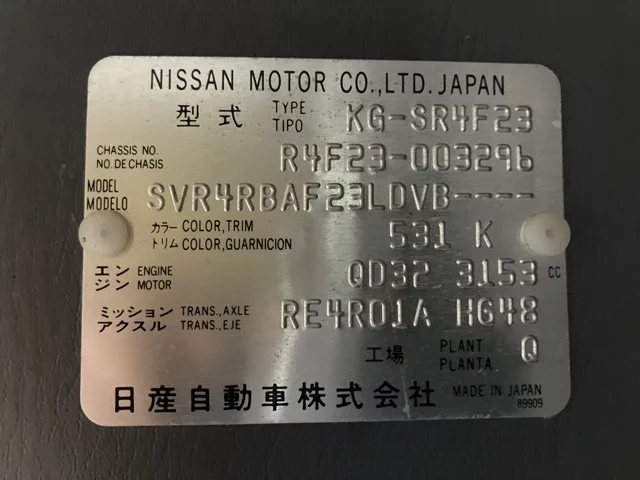 NISSAN MOTOR CO.,LTD. JAPAN
型式 TYPE TIPO KG-SR4F23
CHASSIS NO. NO. DE CHASIS R4F23-003296
MODEL MODELO SVR4RBAF23LDVB----
カラー COLOR,TRIM トリム COLOR,GUARNICION 531 K
エンジン ENGINE MOTOR QD32 3153 cc
ミッション TRANS.,AXLE アクスル TRANS.,EJE RE4R01A HG48
工場 PLANT PLANTA Q
日産自動車株式会社 MADE IN JAPAN
89909